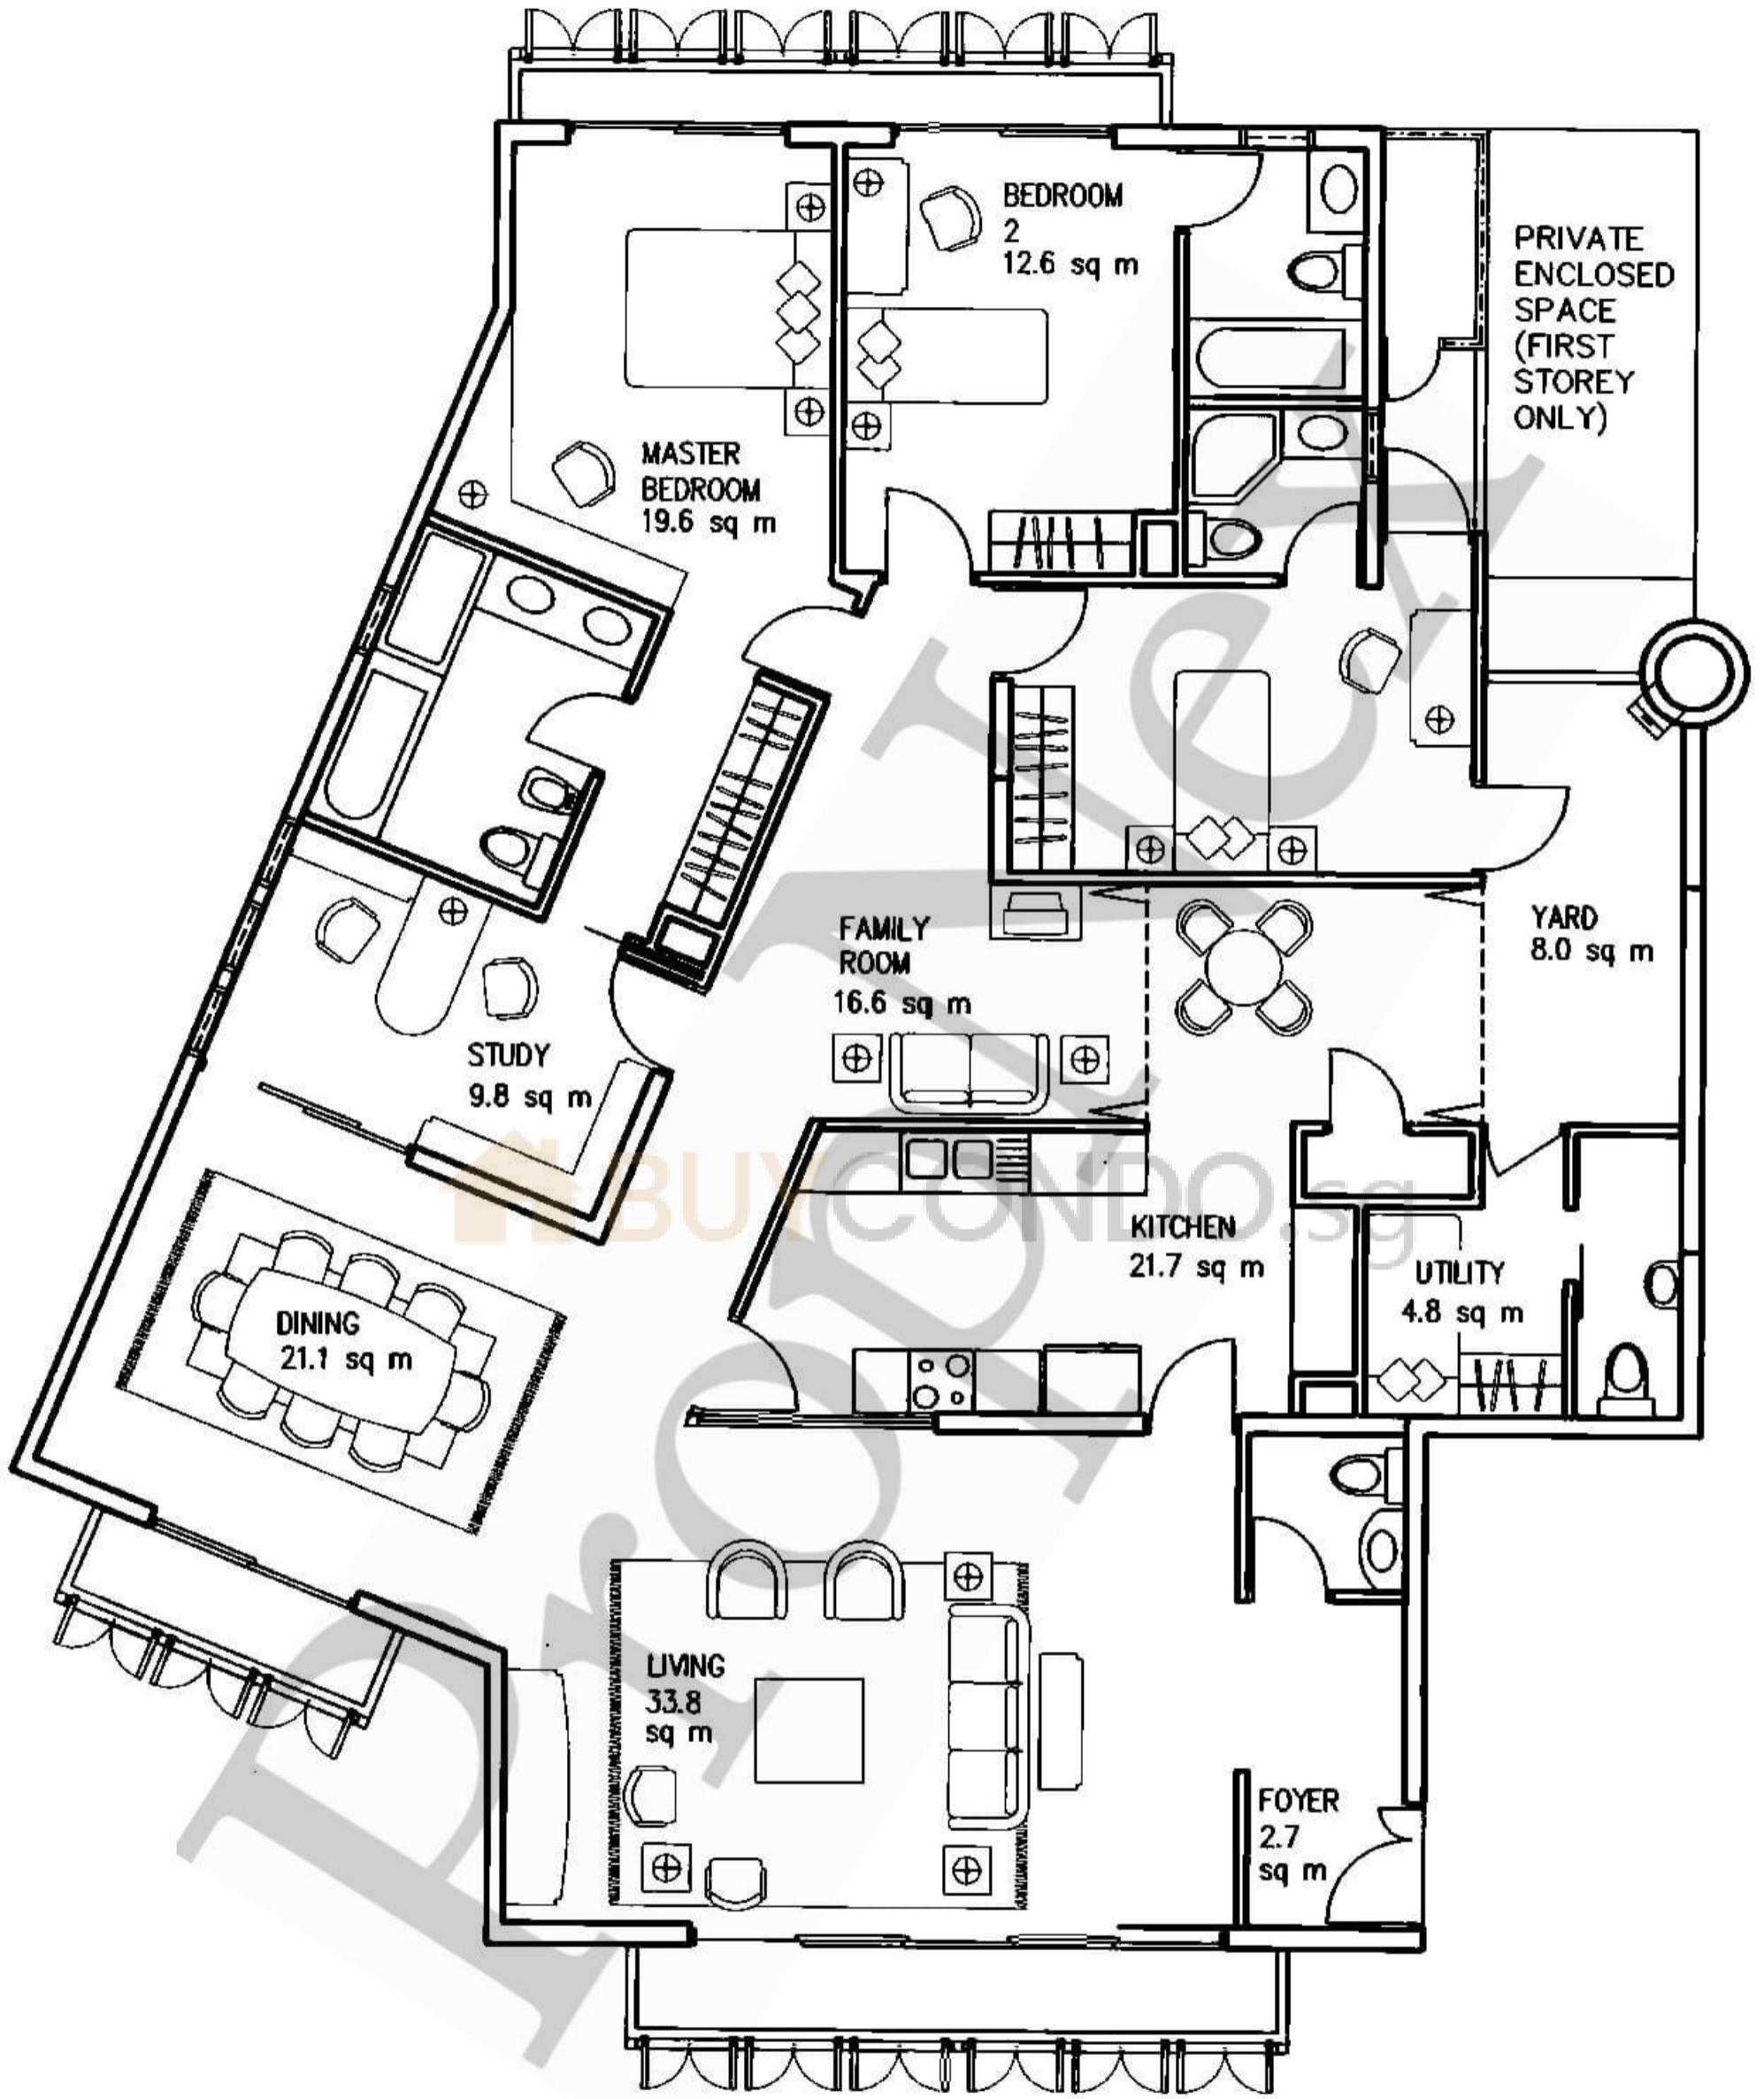 BEDROOM
2
12.6 sq m
PRIVATE
ENCLOSED
SPACE
(FIRST
STOREY
ONLY)
MASTER
BEDROOM
19.6 sq m
FAMILY
ROOM
16.6 sq m
YARD
8.0 sq m
STUDY
9.8 sq m
BUYCONDO.sg
KITCHEN
21.7 sq m
UTILITY
4.8 sq m
DINING
21.1 sq m
LIVING
33.8
sq m
FOYER
2.7
sq m
PropNex